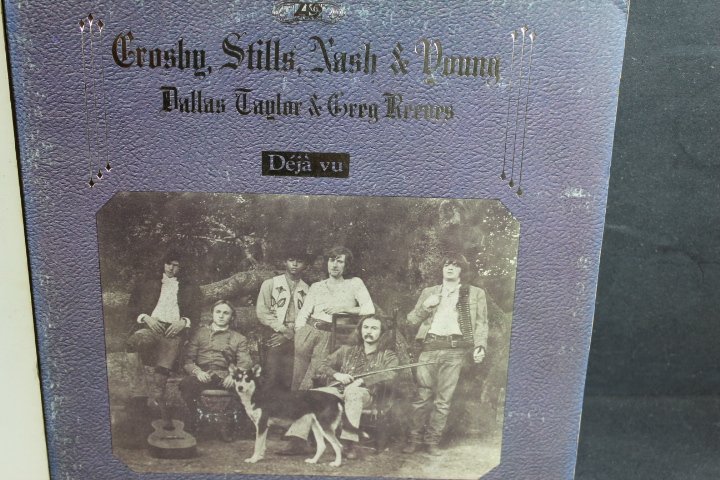 Crosby, Stills, Nash & Young
Dallas Taylor & Greg Reeves
Déjà vu